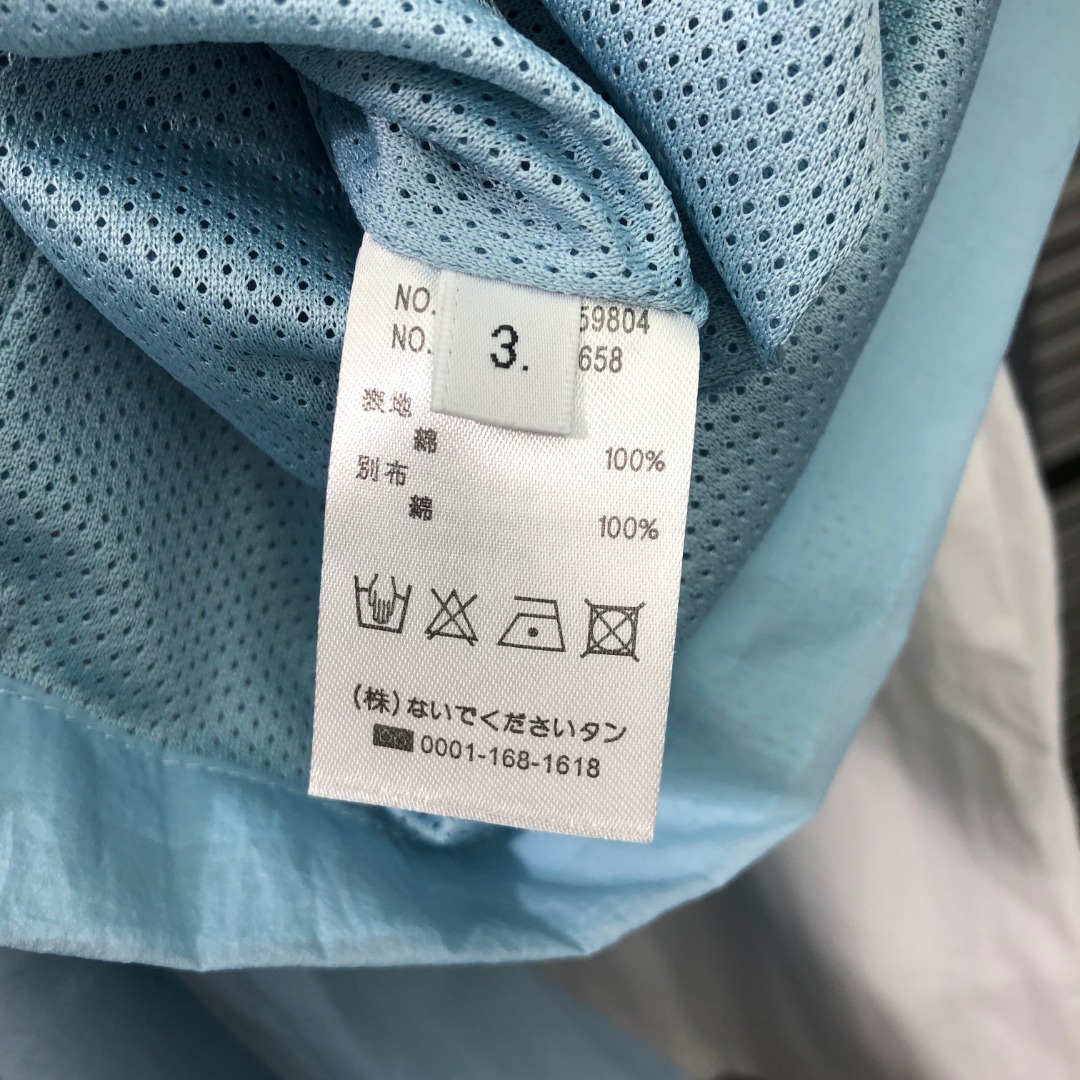 NO. 59804
NO. 658
3.
表地
綿 100%
別布
綿 100%
(株)ないでくださいタン
0001-168-1618